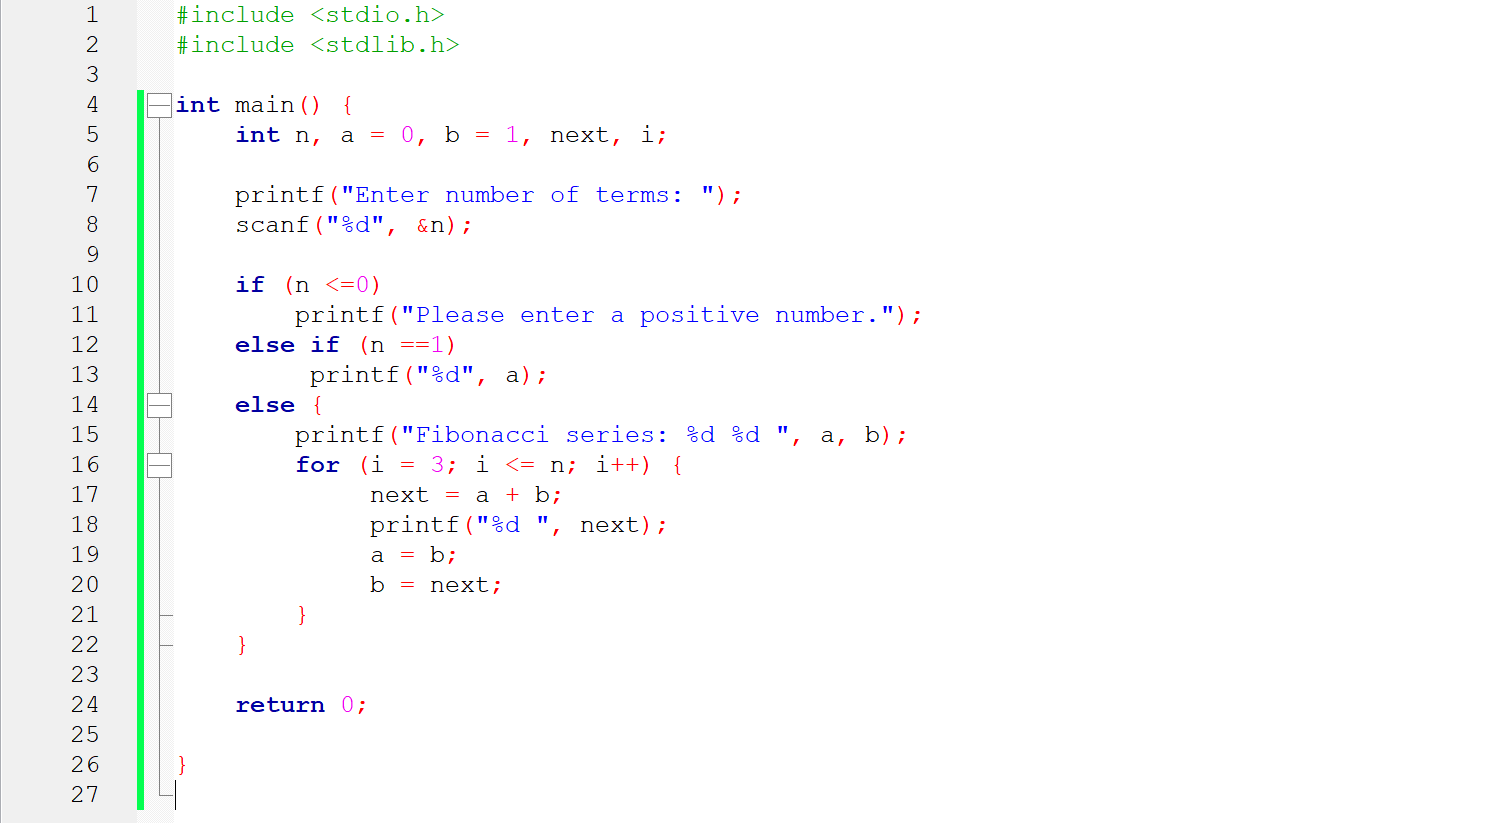 1 #include <stdio.h>
2 #include <stdlib.h>
3
4 int main() {
5     int n, a = 0, b = 1, next, i;
6
7     printf("Enter number of terms: ");
8     scanf("%d", &n);
9
10     if (n <=0)
11         printf("Please enter a positive number.");
12     else if (n ==1)
13          printf("%d", a);
14     else {
15         printf("Fibonacci series: %d %d ", a, b);
16         for (i = 3; i <= n; i++) {
17              next = a + b;
18              printf("%d ", next);
19              a = b;
20              b = next;
21         }
22     }
23
24     return 0;
25
26 }
27